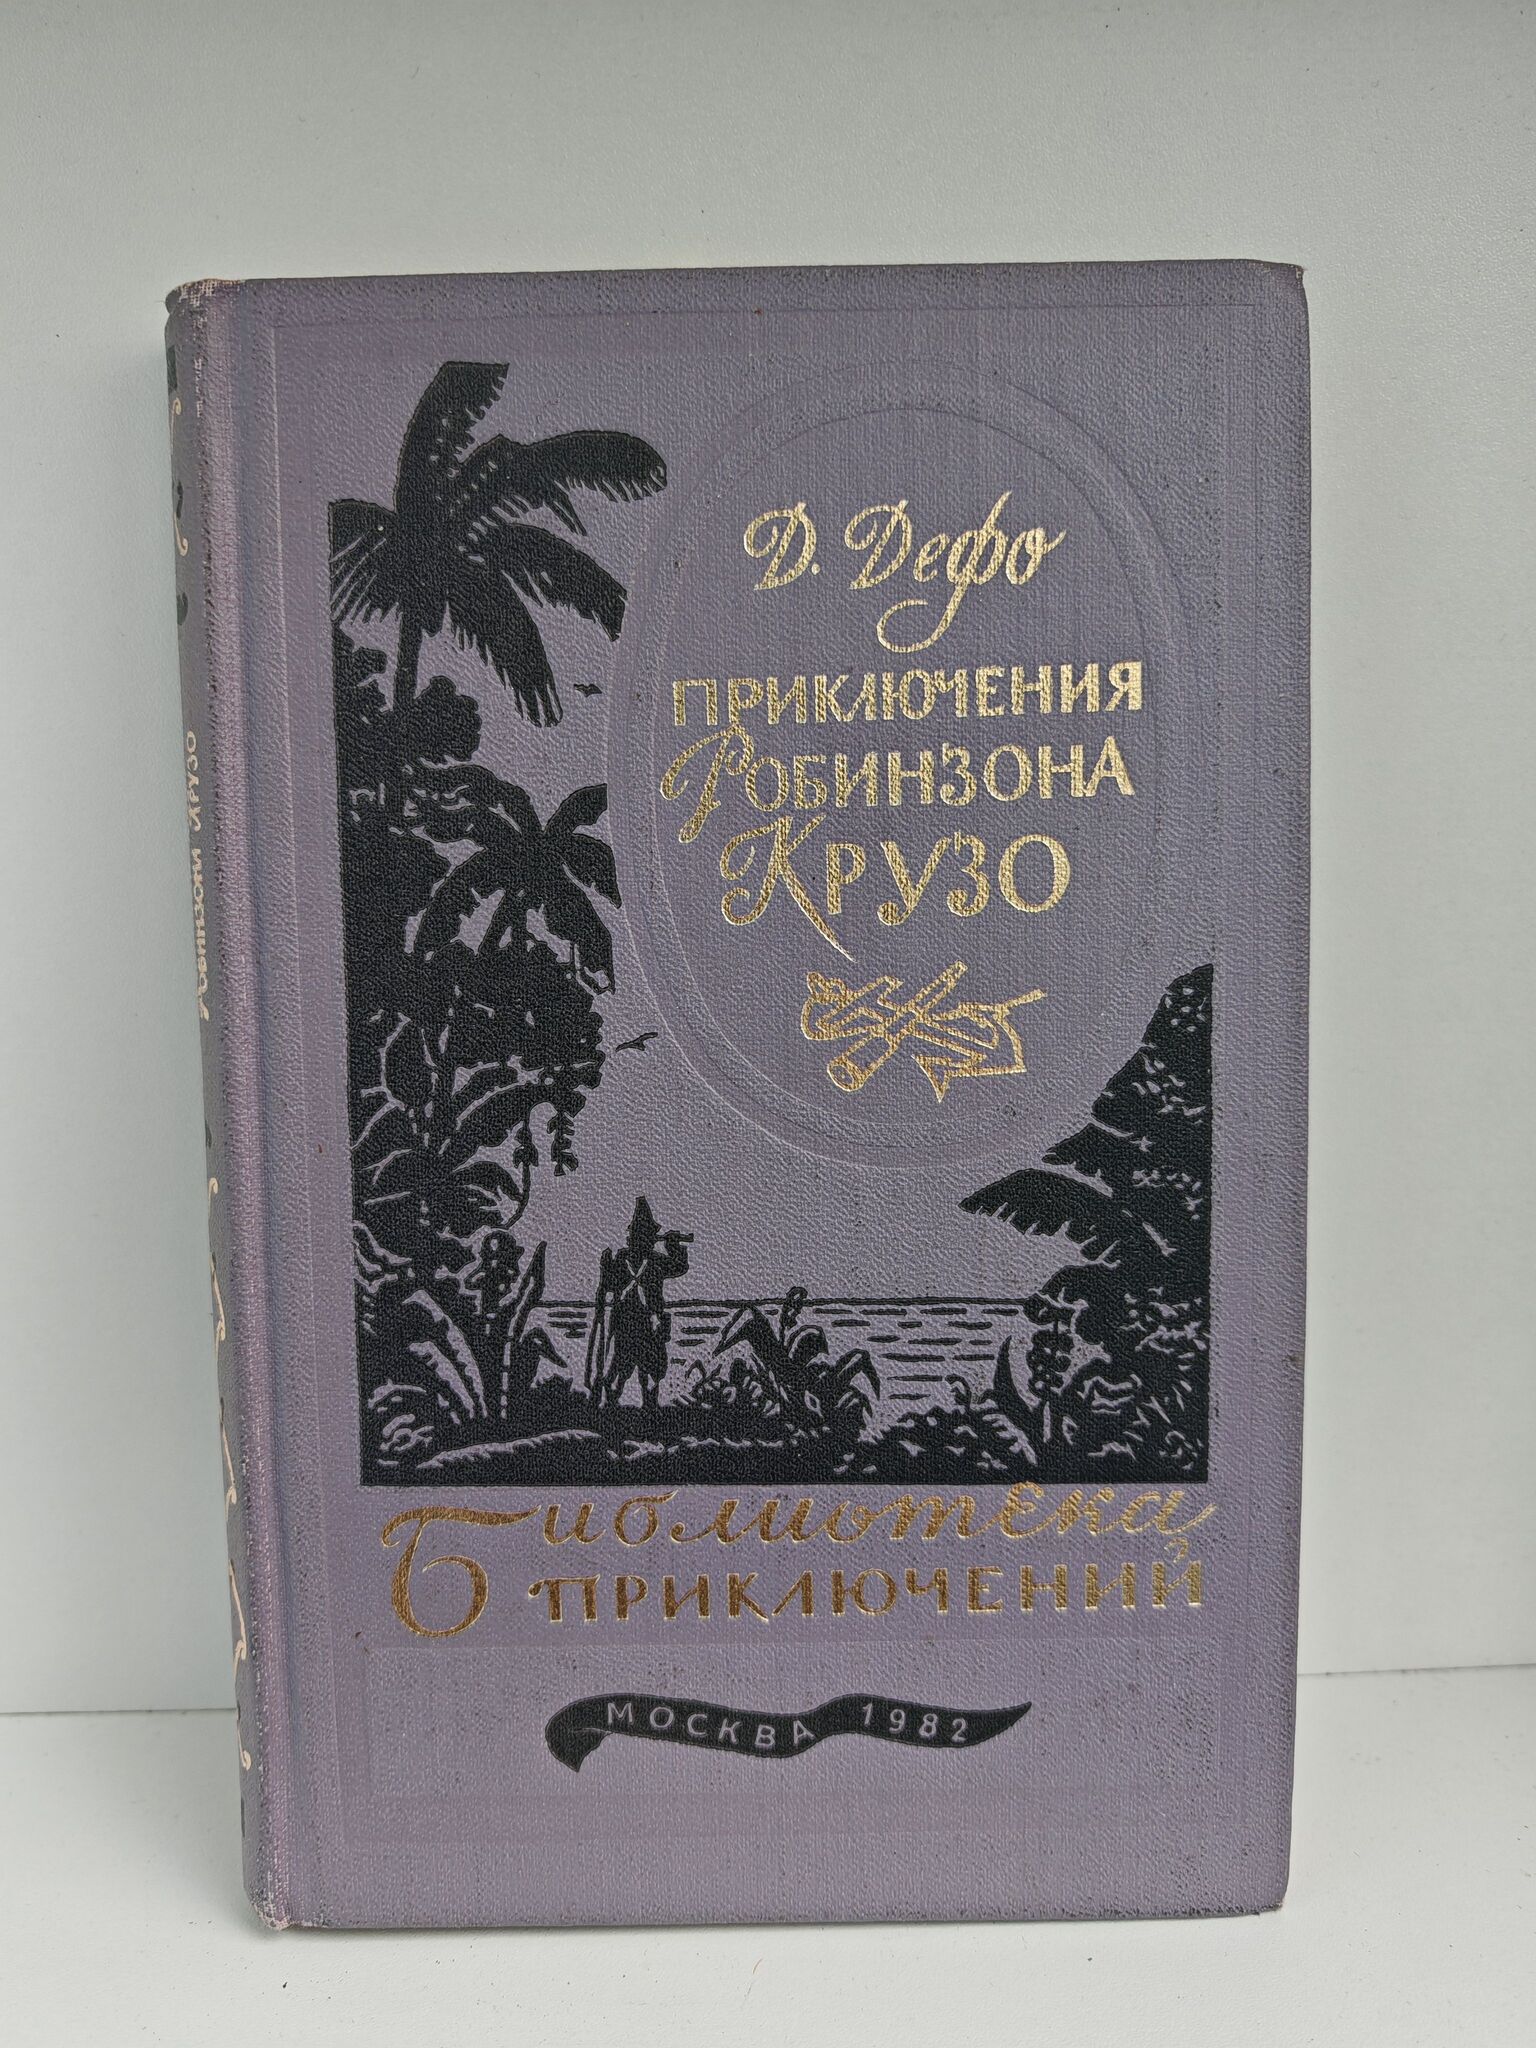 Д. Дефо
ПРИКЛЮЧЕНИЯ
РОБИНЗОНА
КРУЗО
Библиотека
ПРИКЛЮЧЕНИЙ
МОСКВА 1982
РОБИНЗОН КРУЗО